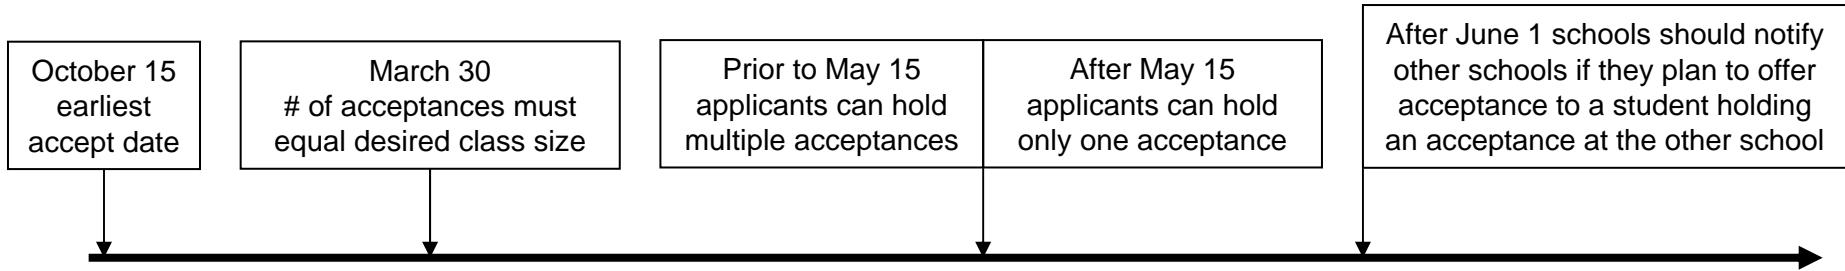 October 15
earliest
accept date
March 30
# of acceptances must
equal desired class size
Prior to May 15
applicants can hold
multiple acceptances
After May 15
applicants can hold
only one acceptance
After June 1 schools should notify
other schools if they plan to offer
acceptance to a student holding
an acceptance at the other school